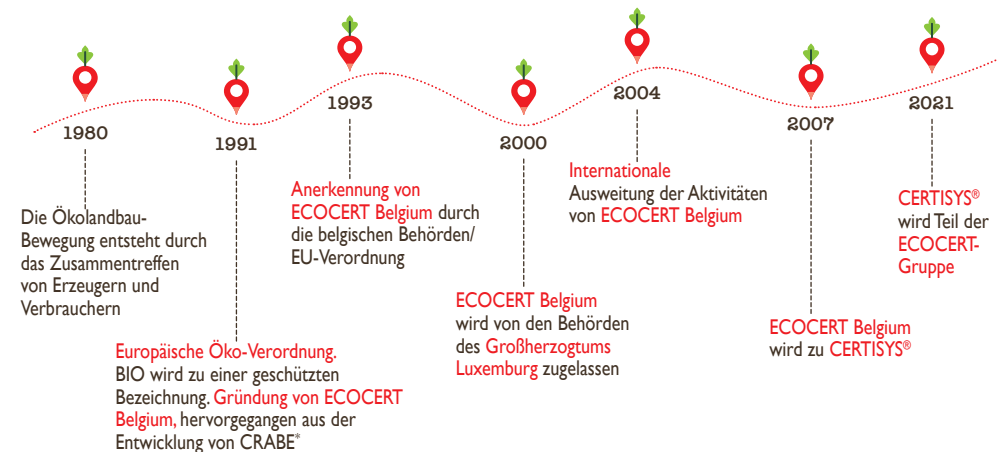 1980
Die Ökolandbau-
Bewegung entsteht durch
das Zusammentreffen
von Erzeugern und
Verbrauchern
1991
Europäische Öko-Verordnung.
BIO wird zu einer geschützten
Bezeichnung. Gründung von ECOCERT
Belgium, hervorgegangen aus der
Entwicklung von CRABE*
1993
Anerkennung von
ECOCERT Belgium durch
die belgischen Behörden/
EU-Verordnung
2000
ECOCERT Belgium
wird von den Behörden
des Großherzogtums
Luxemburg zugelassen
2004
Internationale
Ausweitung der Aktivitäten
von ECOCERT Belgium
2007
ECOCERT Belgium
wird zu CERTISYS®
2021
CERTISYS®
wird Teil der
ECOCERT-
Gruppe